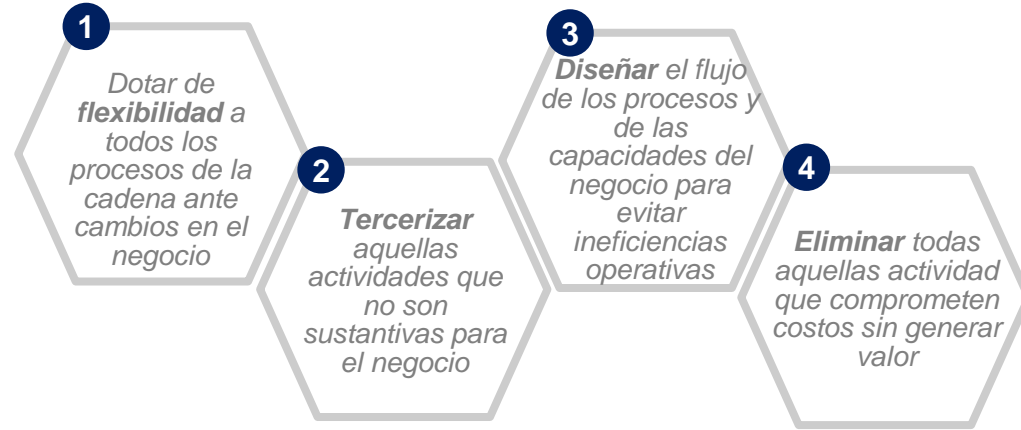 1
Dotar de
flexibilidad a
todos los
procesos de la
cadena ante
cambios en el
negocio
2
Tercerizar
aquellas
actividades que
no son
sustantivas para
el negocio
3
Diseñar el flujo
de los procesos y
de las
capacidades del
negocio para
evitar
ineficiencias
operativas
4
Eliminar todas
aquellas actividad
que comprometen
costos sin generar
valor